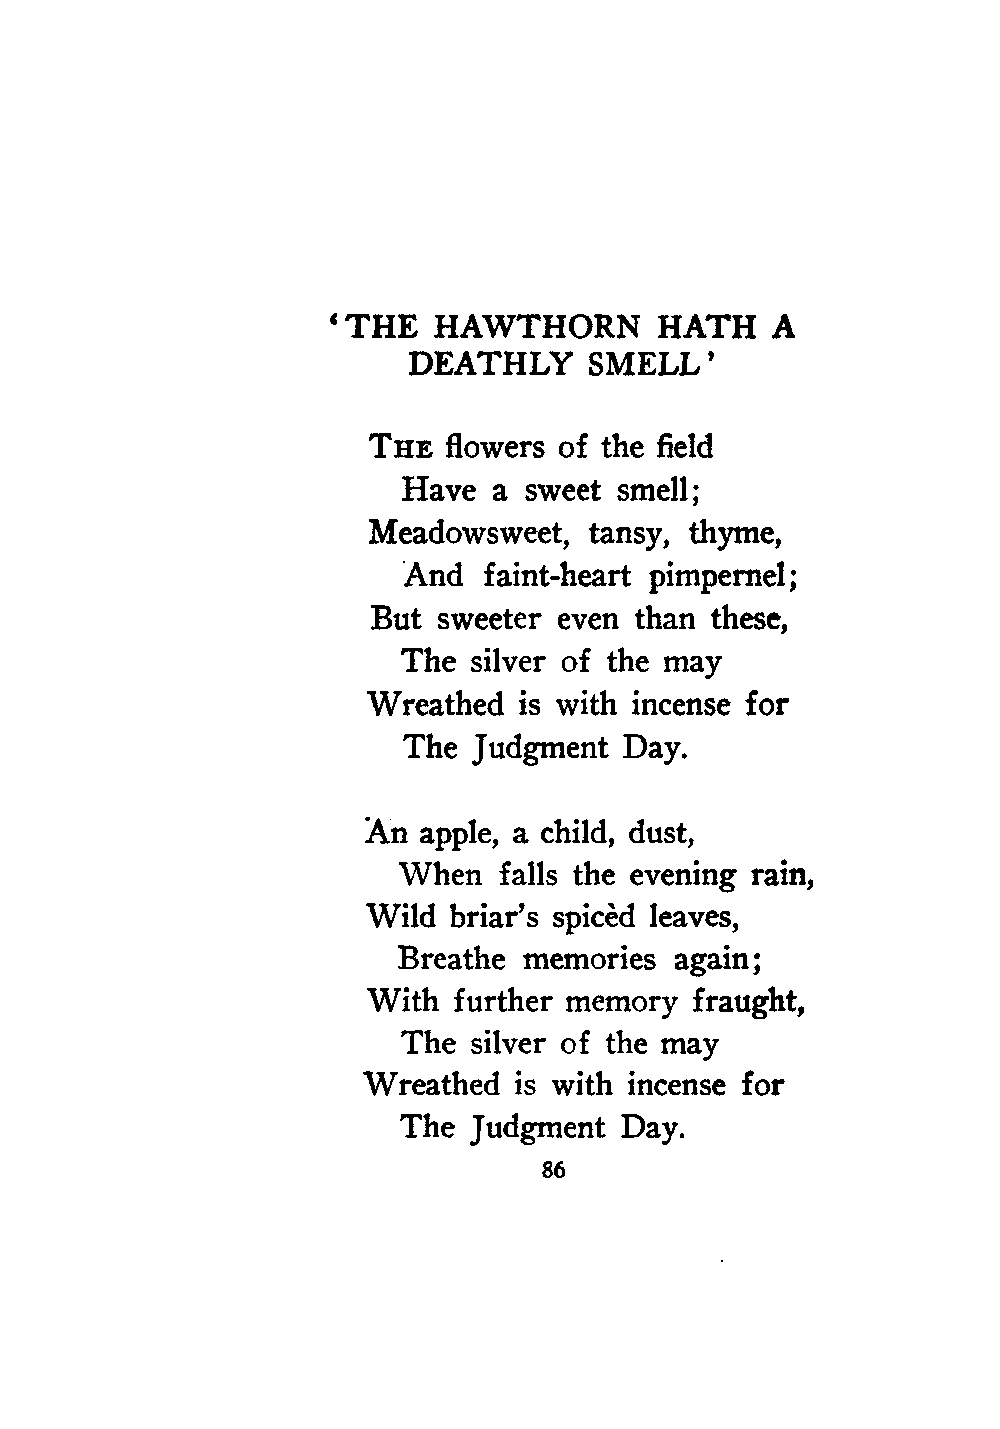 ‘THE HAWTHORN HATH A
DEATHLY SMELL’
THE flowers of the field
Have a sweet smell;
Meadowsweet, tansy, thyme,
And faint-heart pimpernel;
But sweeter even than these,
The silver of the may
Wreathed is with incense for
The Judgment Day.
An apple, a child, dust,
When falls the evening rain,
Wild briar’s spicèd leaves,
Breathe memories again;
With further memory fraught,
The silver of the may
Wreathed is with incense for
The Judgment Day.
86